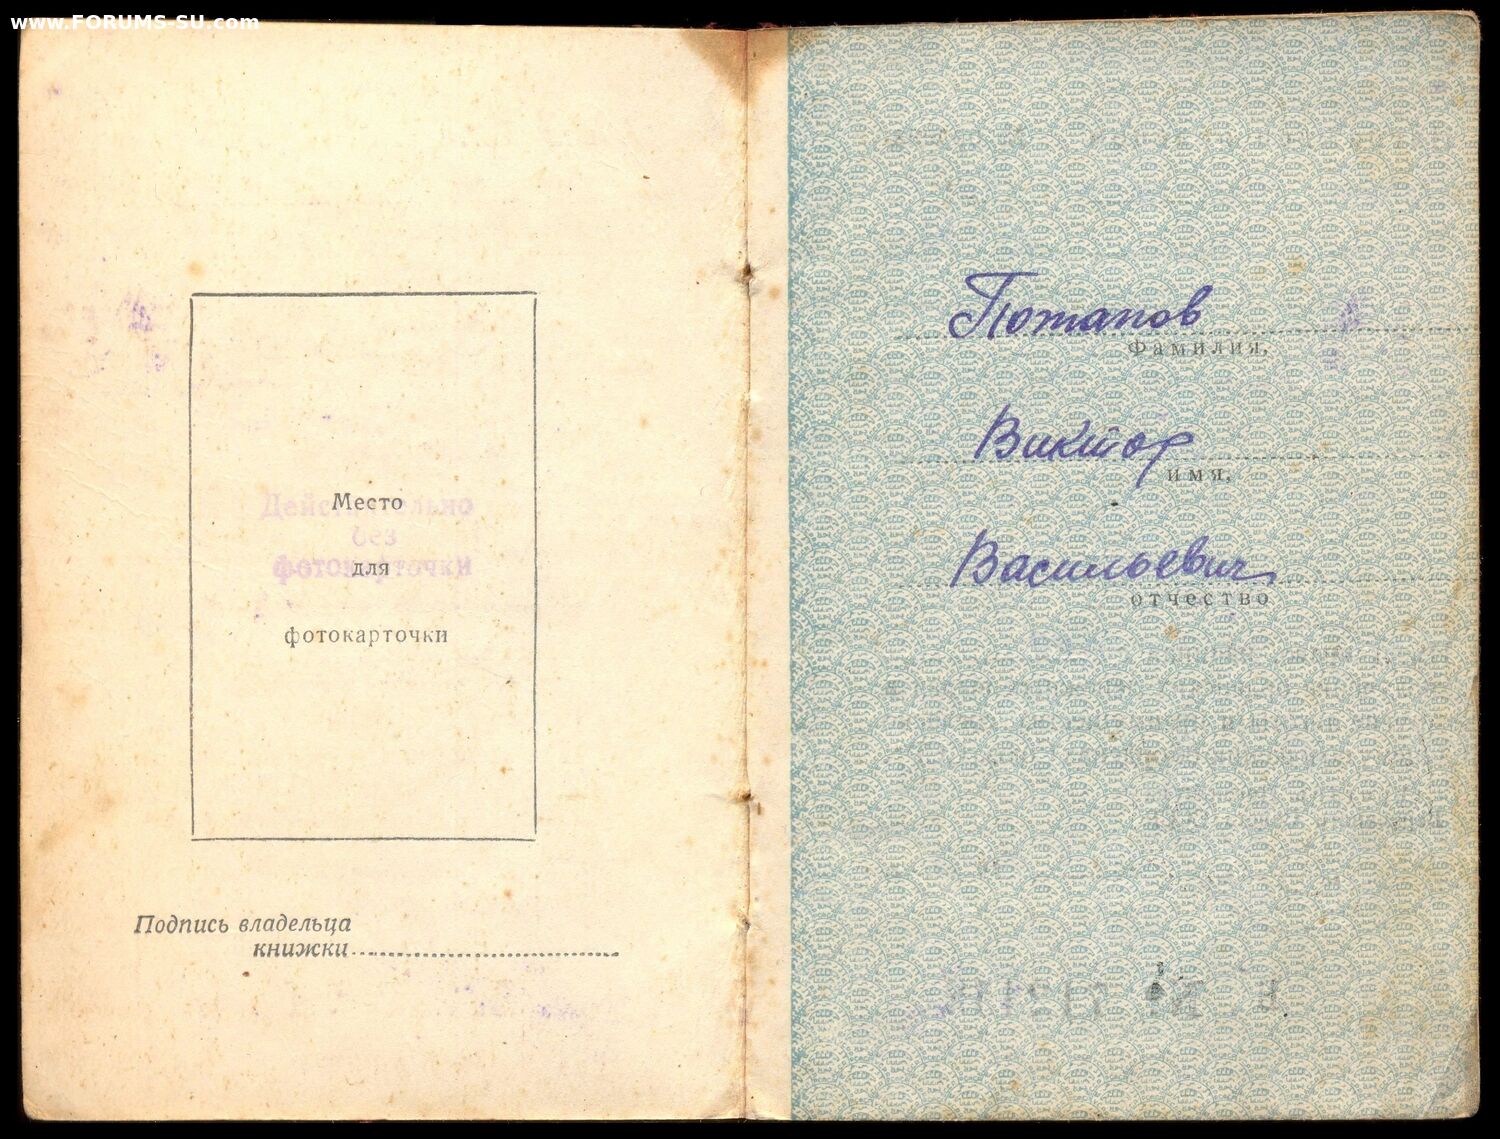 www.FORUMS-SU.com
Место
Действительно
без
для
фотокарточки
фотокарточки
Подпись владельца
книжки
Потапов
Фамилия,
Виктор
имя,
Васильевич
отчество